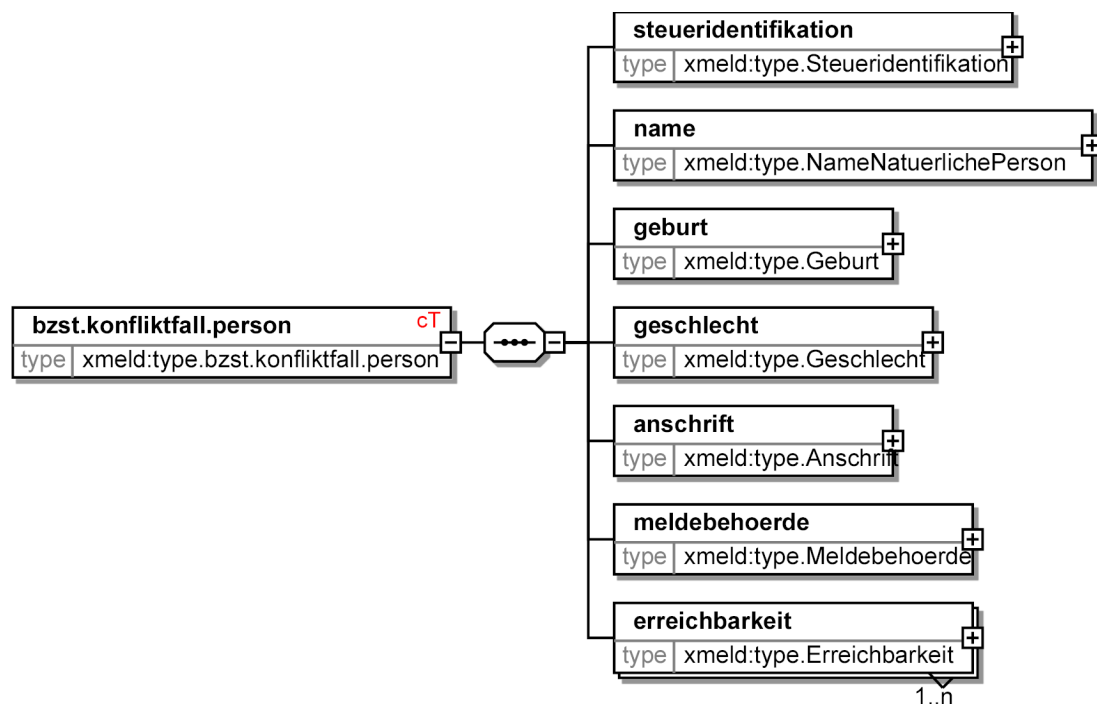 steueridentifikation
type xmeld:type.Steueridentifikation
name
type xmeld:type.NameNatuerlichePerson
geburt
type xmeld:type.Geburt
bzst.konfliktfall.person cT
type xmeld:type.bzst.konfliktfall.person
geschlecht
type xmeld:type.Geschlecht
anschrift
type xmeld:type.Anschrift
meldebehoerde
type xmeld:type.Meldebehoerde
erreichbarkeit
type xmeld:type.Erreichbarkeit
1..n